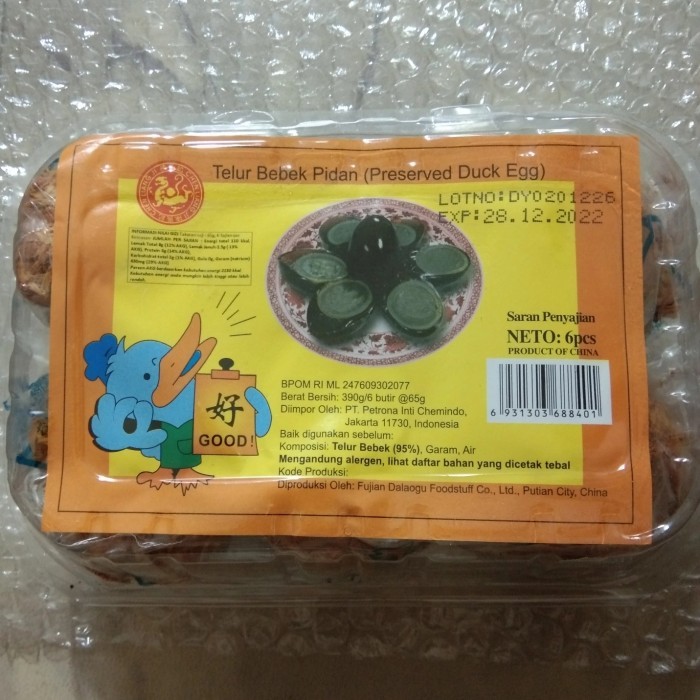 Telur Bebek Pidan (Preserved Duck Egg)
LOTNO:DY0201226
EXP:28.12.2022
Saran Penyajian
NETO: 6pcs
PRODUCT OF CHINA
6 931303 688401
好
GOOD!
BPOM RI ML 247609302077
Berat Bersih: 390g/6 butir @65g
Diimpor Oleh: PT. Petrona Inti Chemindo,
Jakarta 11730, Indonesia
Baik digunakan sebelum:
Komposisi: Telur Bebek (95%), Garam, Air
Mengandung alergen, lihat daftar bahan yang dicetak tebal
Kode Produksi:
Diproduksi Oleh: Fujian Dalaogu Foodstuff Co., Ltd., Putian City, China